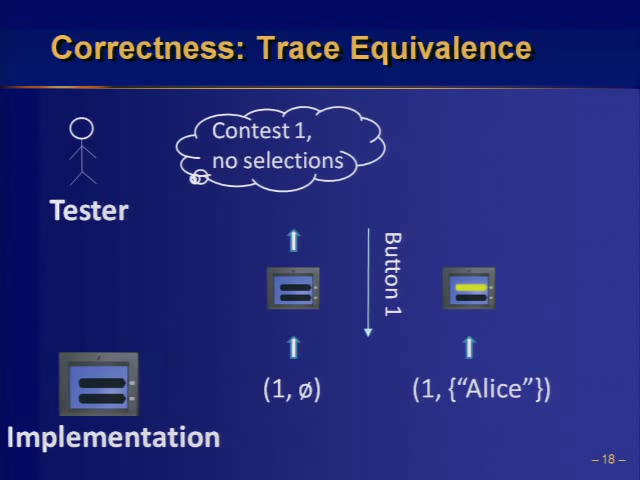 Correctness: Trace Equivalence
Contest 1,
no selections
Tester
Button 1
(1, ø)
(1, {“Alice”})
Implementation
– 18 –